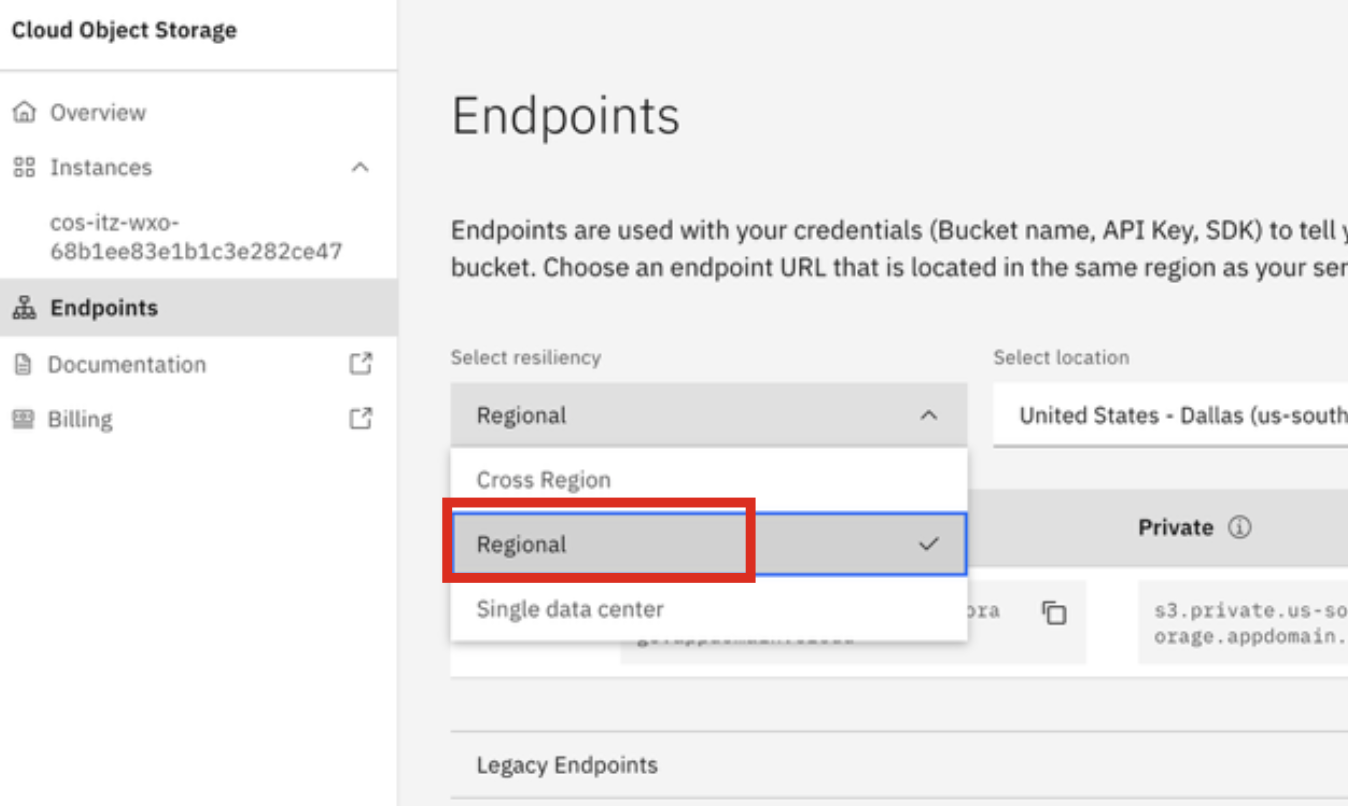 Cloud Object Storage
Overview
Instances
cos-itz-wxo-
68b1ee83e1b1c3e282ce47
Endpoints
Documentation
Billing
Endpoints
Endpoints are used with your credentials (Bucket name, API Key, SDK) to tell
bucket. Choose an endpoint URL that is located in the same region as your
Select resiliency
Select location
Regional
United States - Dallas (us-south
Cross Region
Regional
Single data center
Private
s3.private.us-so
orage.appdomain.
Legacy Endpoints